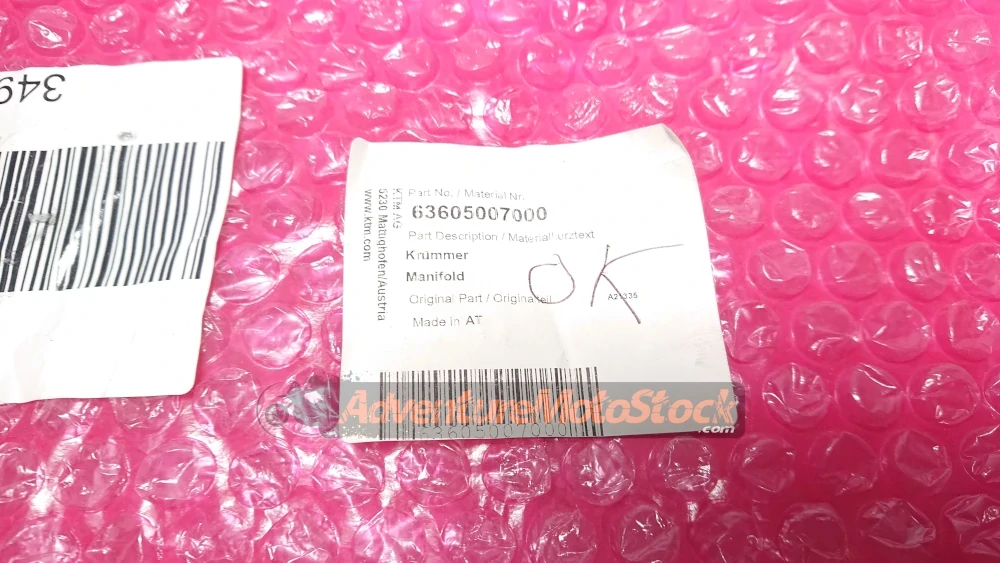 349
KTM AG
5230 Mattighofen/Austria
www.ktm.com
Part No. / Material Nr.
63605007000
Part Description / Materialkurztext
Krümmer
Manifold
Original Part / Originalteil
Made in AT
OK
AdventureMotoStock
.com